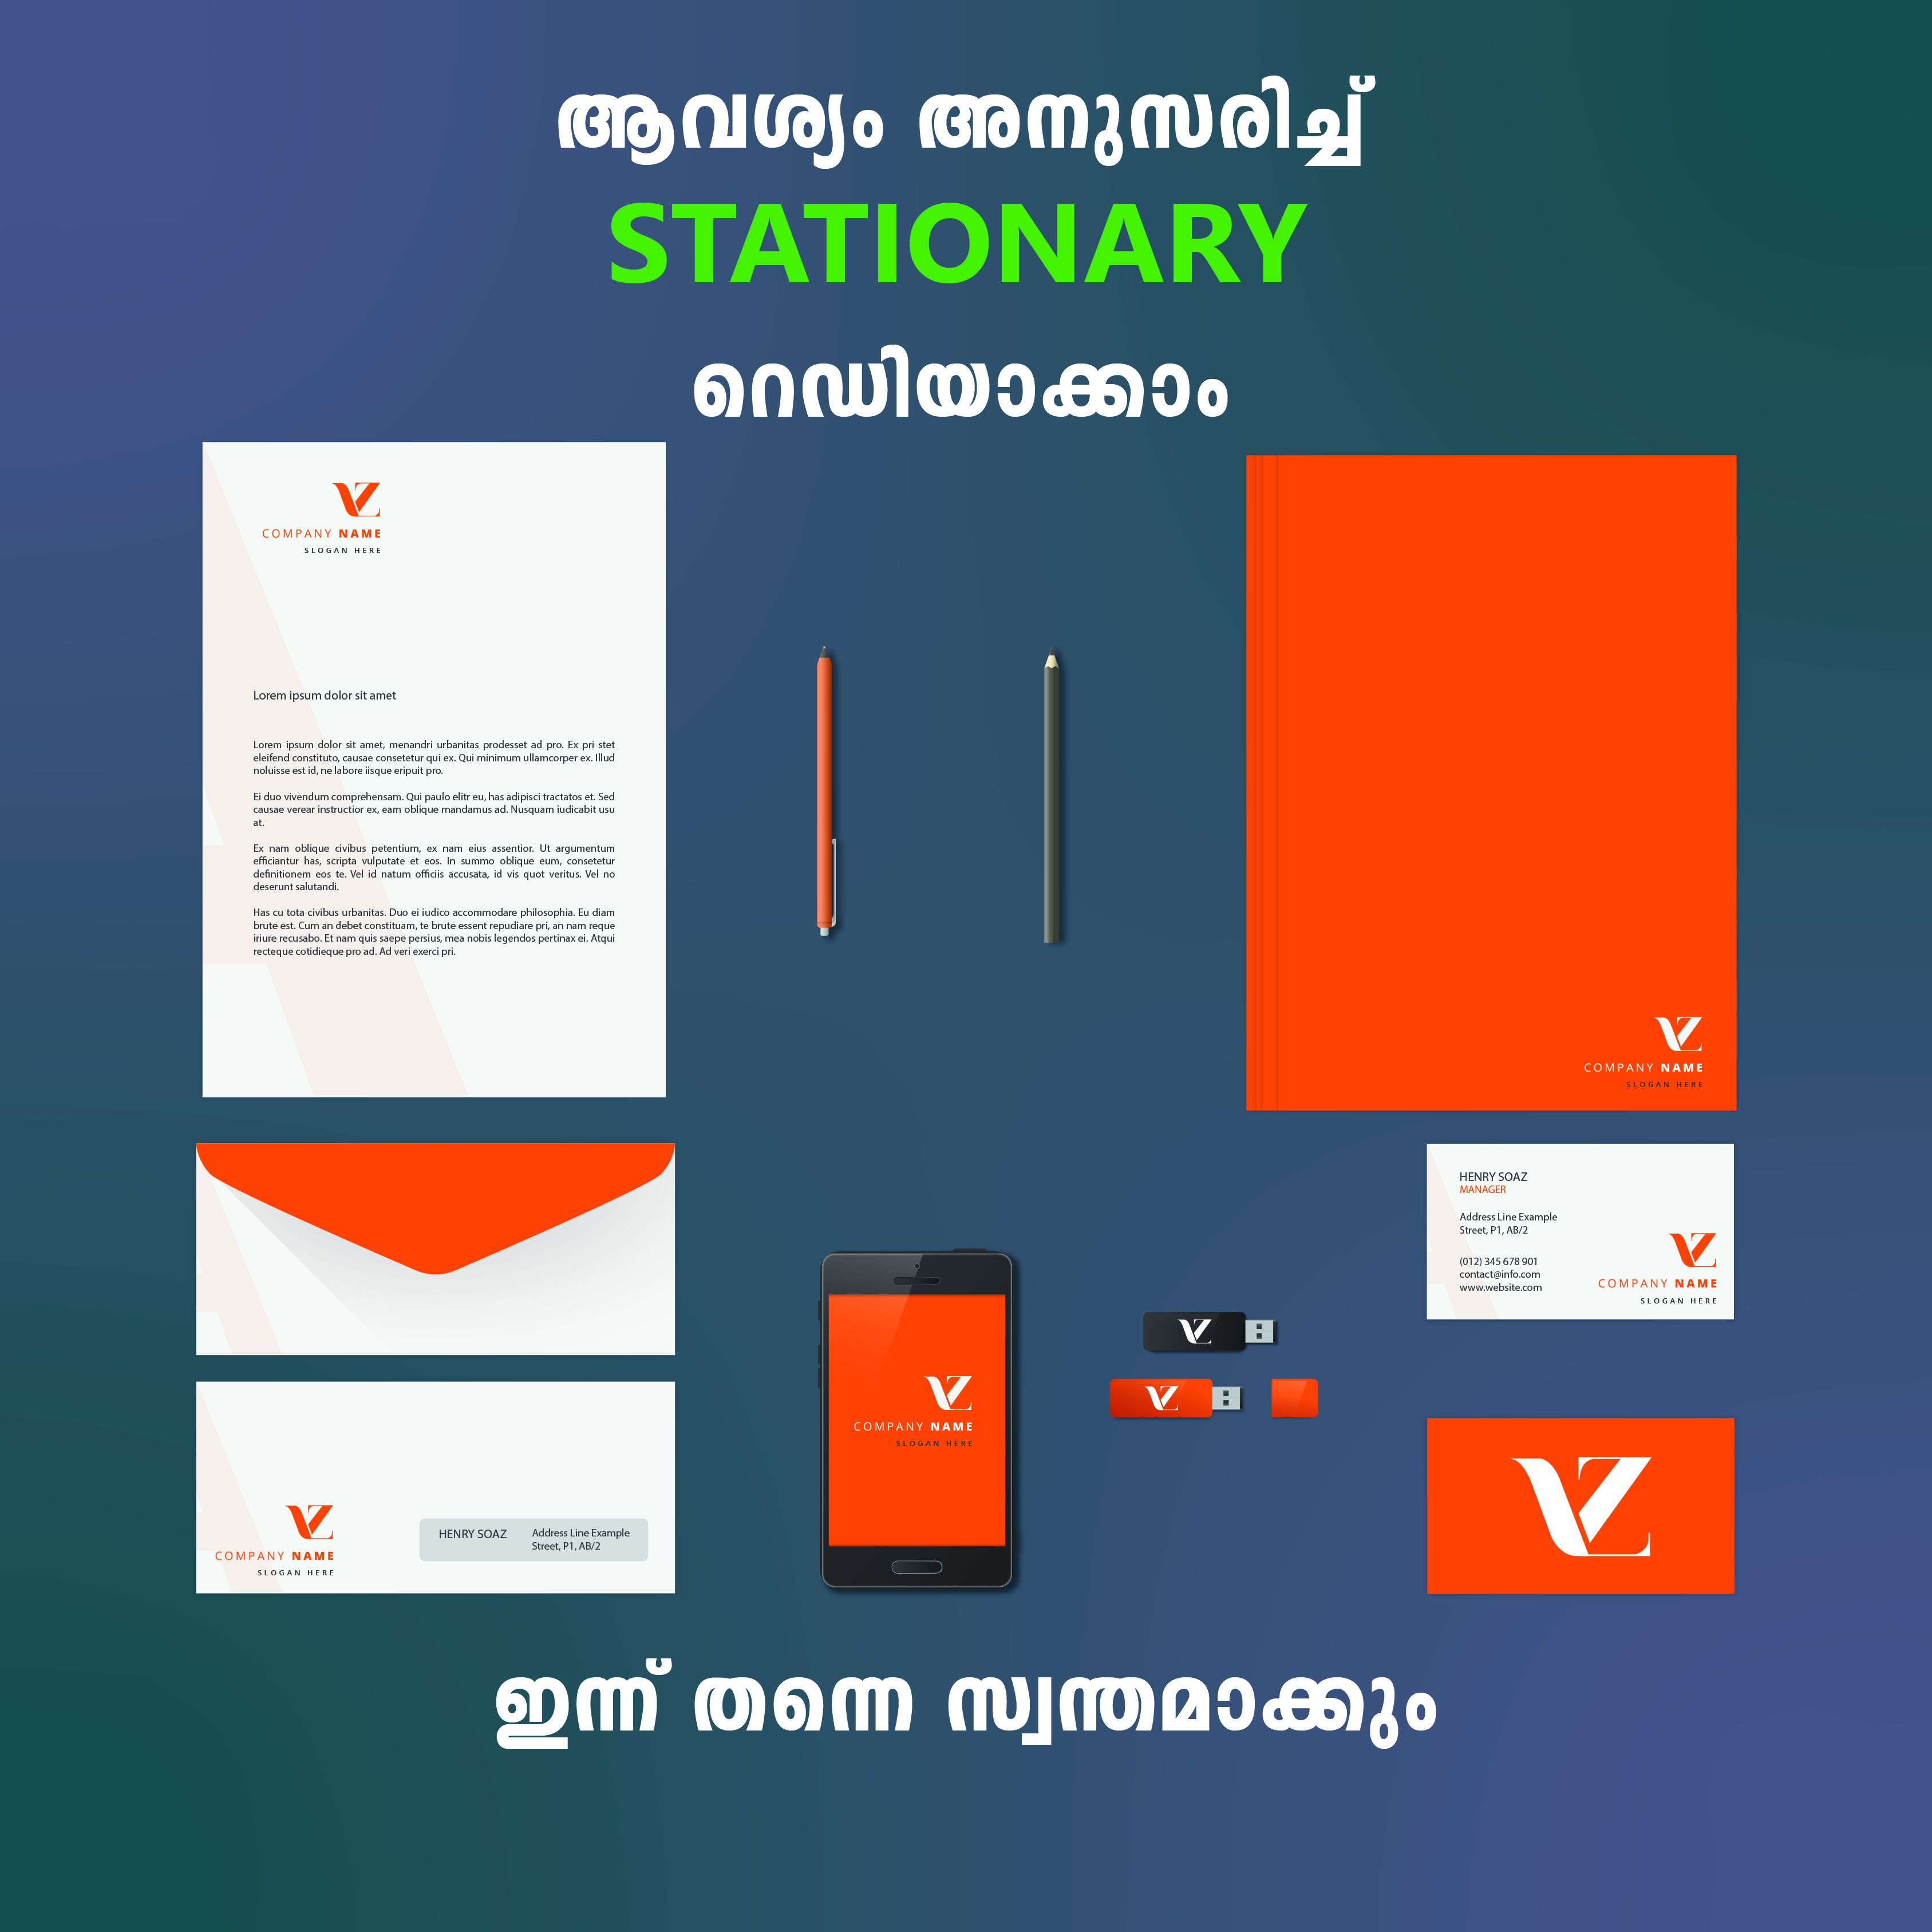 ആവശ്യം അനുസരിച്ച്
STATIONARY
റെഡിയാക്കാം
VZ
COMPANY NAME
SLOGAN HERE
Lorem ipsum dolor sit amet
Lorem ipsum dolor sit amet, menandri urbanitas prodesset ad pro. Ex pri stet
eleifend constituto, causae consetetur qui ex. Qui minimum ullamcorper ex. Illud
noluisse est id, ne labore iisque eripuit pro.
Ei duo vivendum comprehensam. Qui paulo elitr eu, has adipisci tractatos et. Sed
causae verear instructior ex, eam oblique mandamus ad. Nusquam iudicabit usu
at.
Ex nam oblique civibus petentium, ex nam eius assentior. Ut argumentum
efficiantur has, scripta vulputate et eos. In summo oblique eum, consetetur
definitionem eos te. Vel id natum officiis accusata, id vis quot veritus. Vel no
deserunt salutandi.
Has cu tota civibus urbanitas. Duo ei iudico accommodare philosophia. Eu diam
brute est. Cum an debet constituam, te brute essent repudiare pri, an nam reque
iriure recusabo. Et nam quis saepe persius, mea nobis legendos pertinax ei. Atqui
recteque cotidieque pro ad. Ad veri exerci pri.
VZ
COMPANY NAME
SLOGAN HERE
HENRY SOAZ
MANAGER
Address Line Example
Street, P1, AB/2
(012) 345 678 901
contact@info.com
www.website.com
VZ
COMPANY NAME
SLOGAN HERE
VZ
COMPANY NAME
SLOGAN HERE
VZ
VZ
VZ
COMPANY NAME
SLOGAN HERE
HENRY SOAZ
Address Line Example
Street, P1, AB/2
VZ
ഇന്ന് തന്നെ സ്വന്തമാക്കും